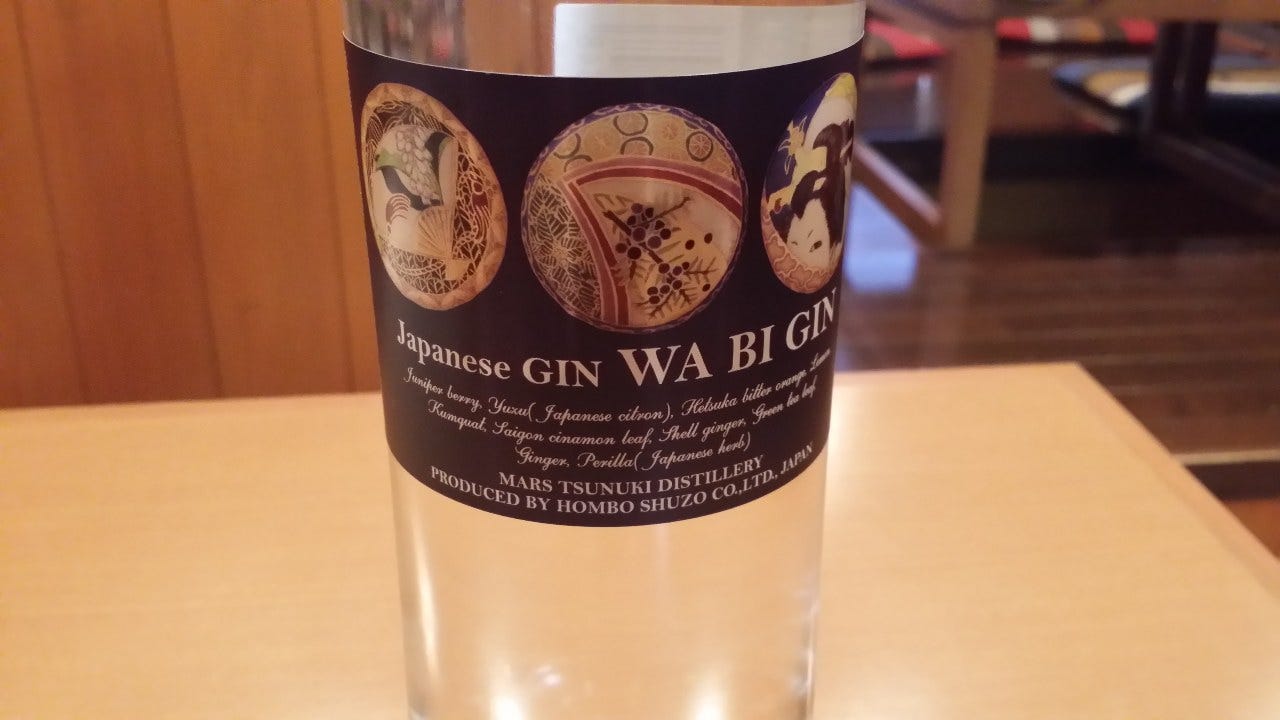 Japanese GIN WA BI GIN
Juniper berry, Yuzu( Japanese citron), Hetsuka bitter orange, Lemon,
Kumquat, Saigon cinamon leaf, Shell ginger, Green tea leaf,
Ginger, Perilla( Japanese herb)
MARS TSUNUKI DISTILLERY
PRODUCED BY HOMBO SHUZO CO.,LTD., JAPAN